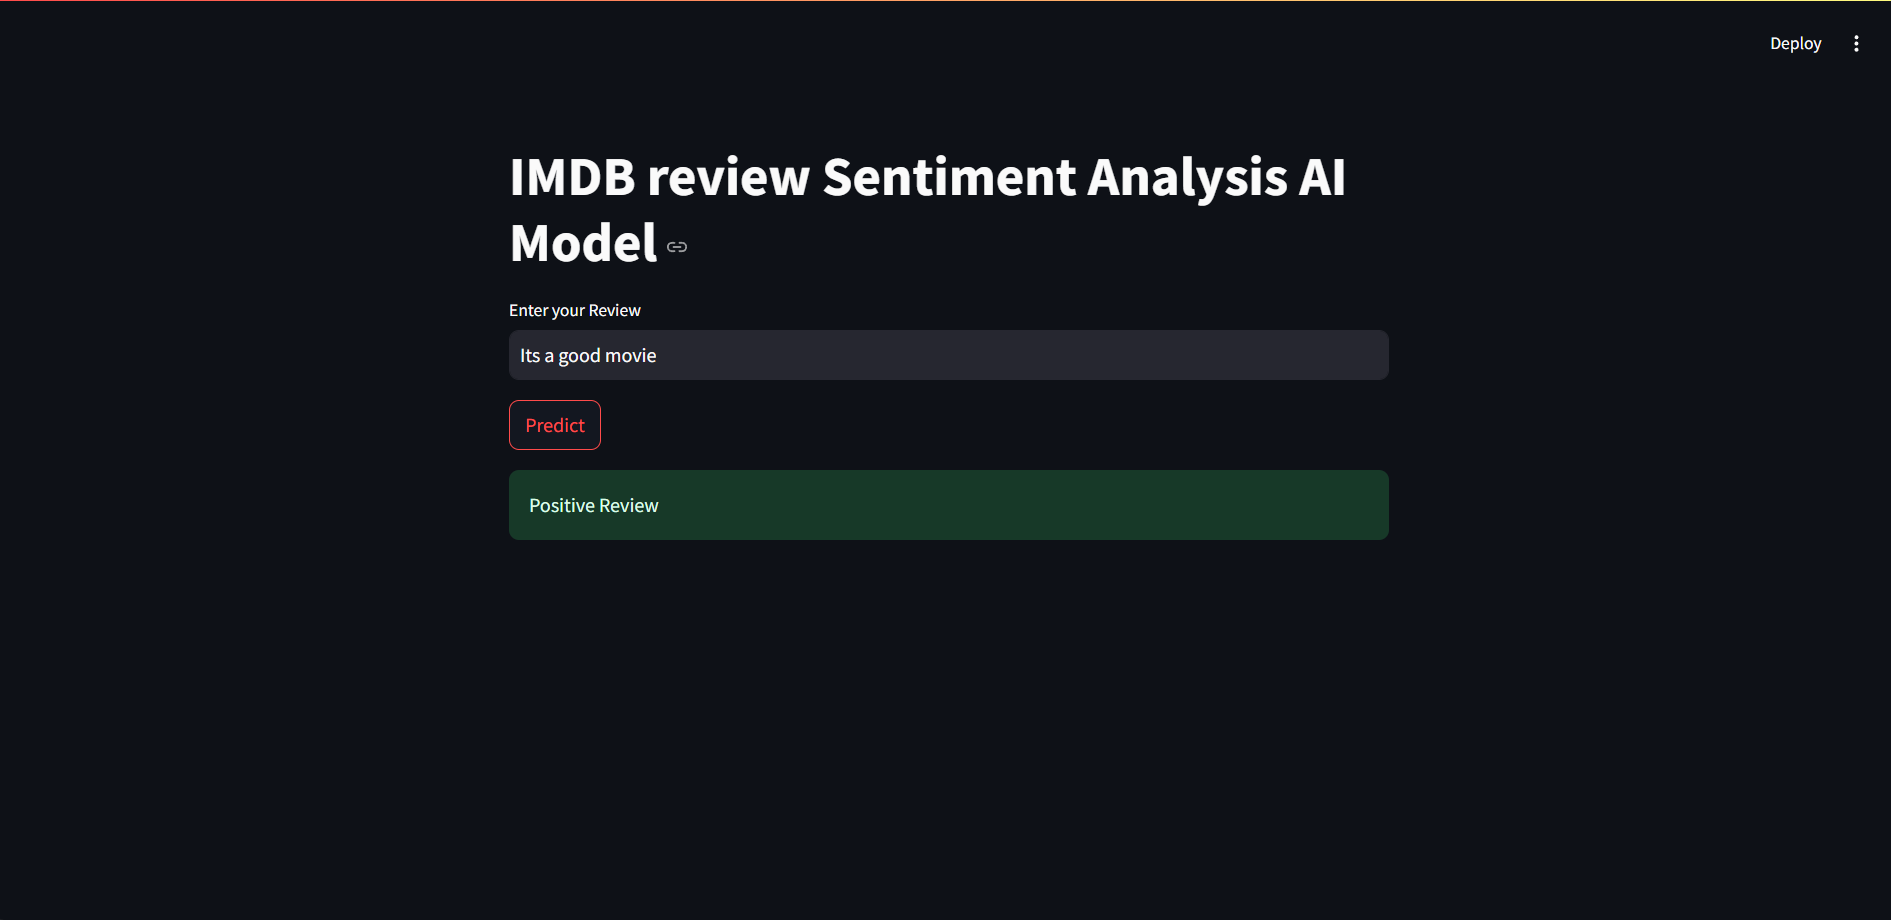 Deploy
IMDB review Sentiment Analysis AI
Model
Enter your Review
Its a good movie
Predict
Positive Review